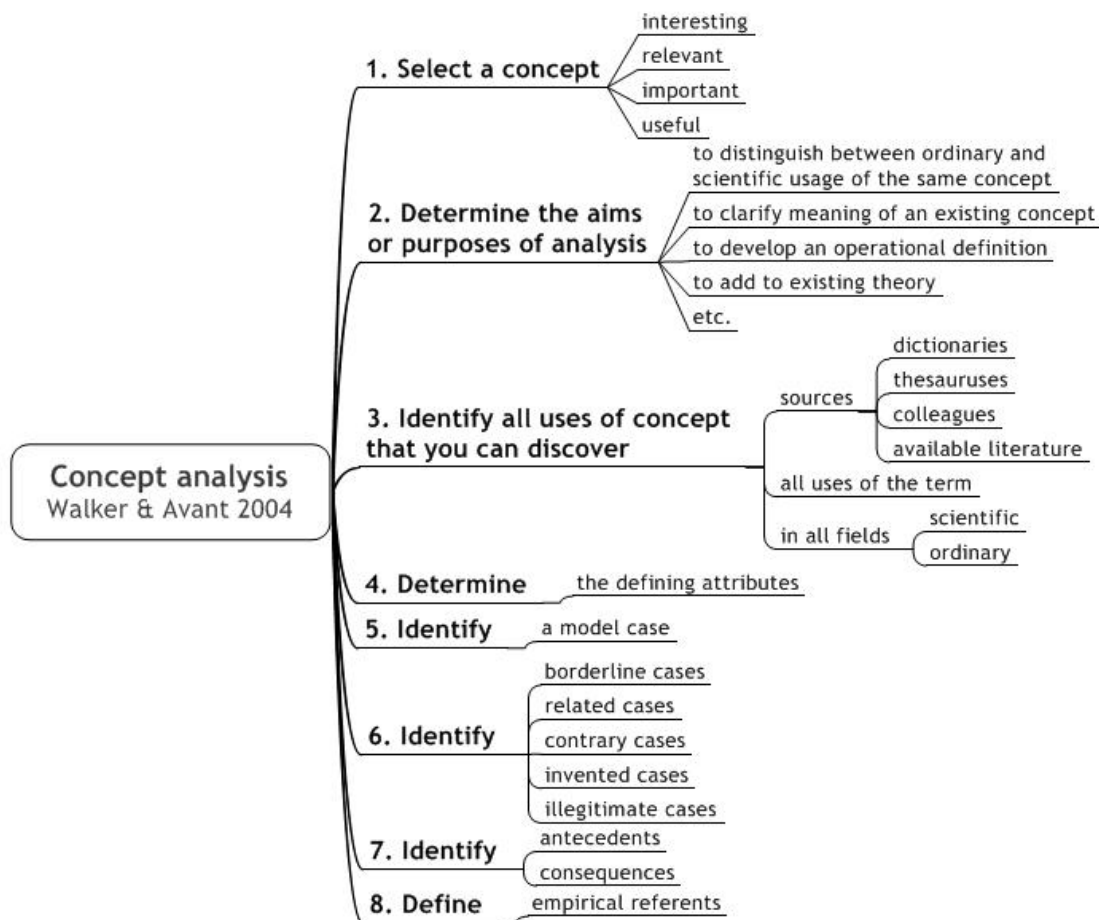 Concept analysis
Walker & Avant 2004
1. Select a concept
interesting
relevant
important
useful
2. Determine the aims
or purposes of analysis
to distinguish between ordinary and
scientific usage of the same concept
to clarify meaning of an existing concept
to develop an operational definition
to add to existing theory
etc.
3. Identify all uses of concept
that you can discover
sources
dictionaries
thesauruses
colleagues
available literature
all uses of the term
in all fields
scientific
ordinary
4. Determine
the defining attributes
5. Identify
a model case
6. Identify
borderline cases
related cases
contrary cases
invented cases
illegitimate cases
7. Identify
antecedents
consequences
8. Define
empirical referents